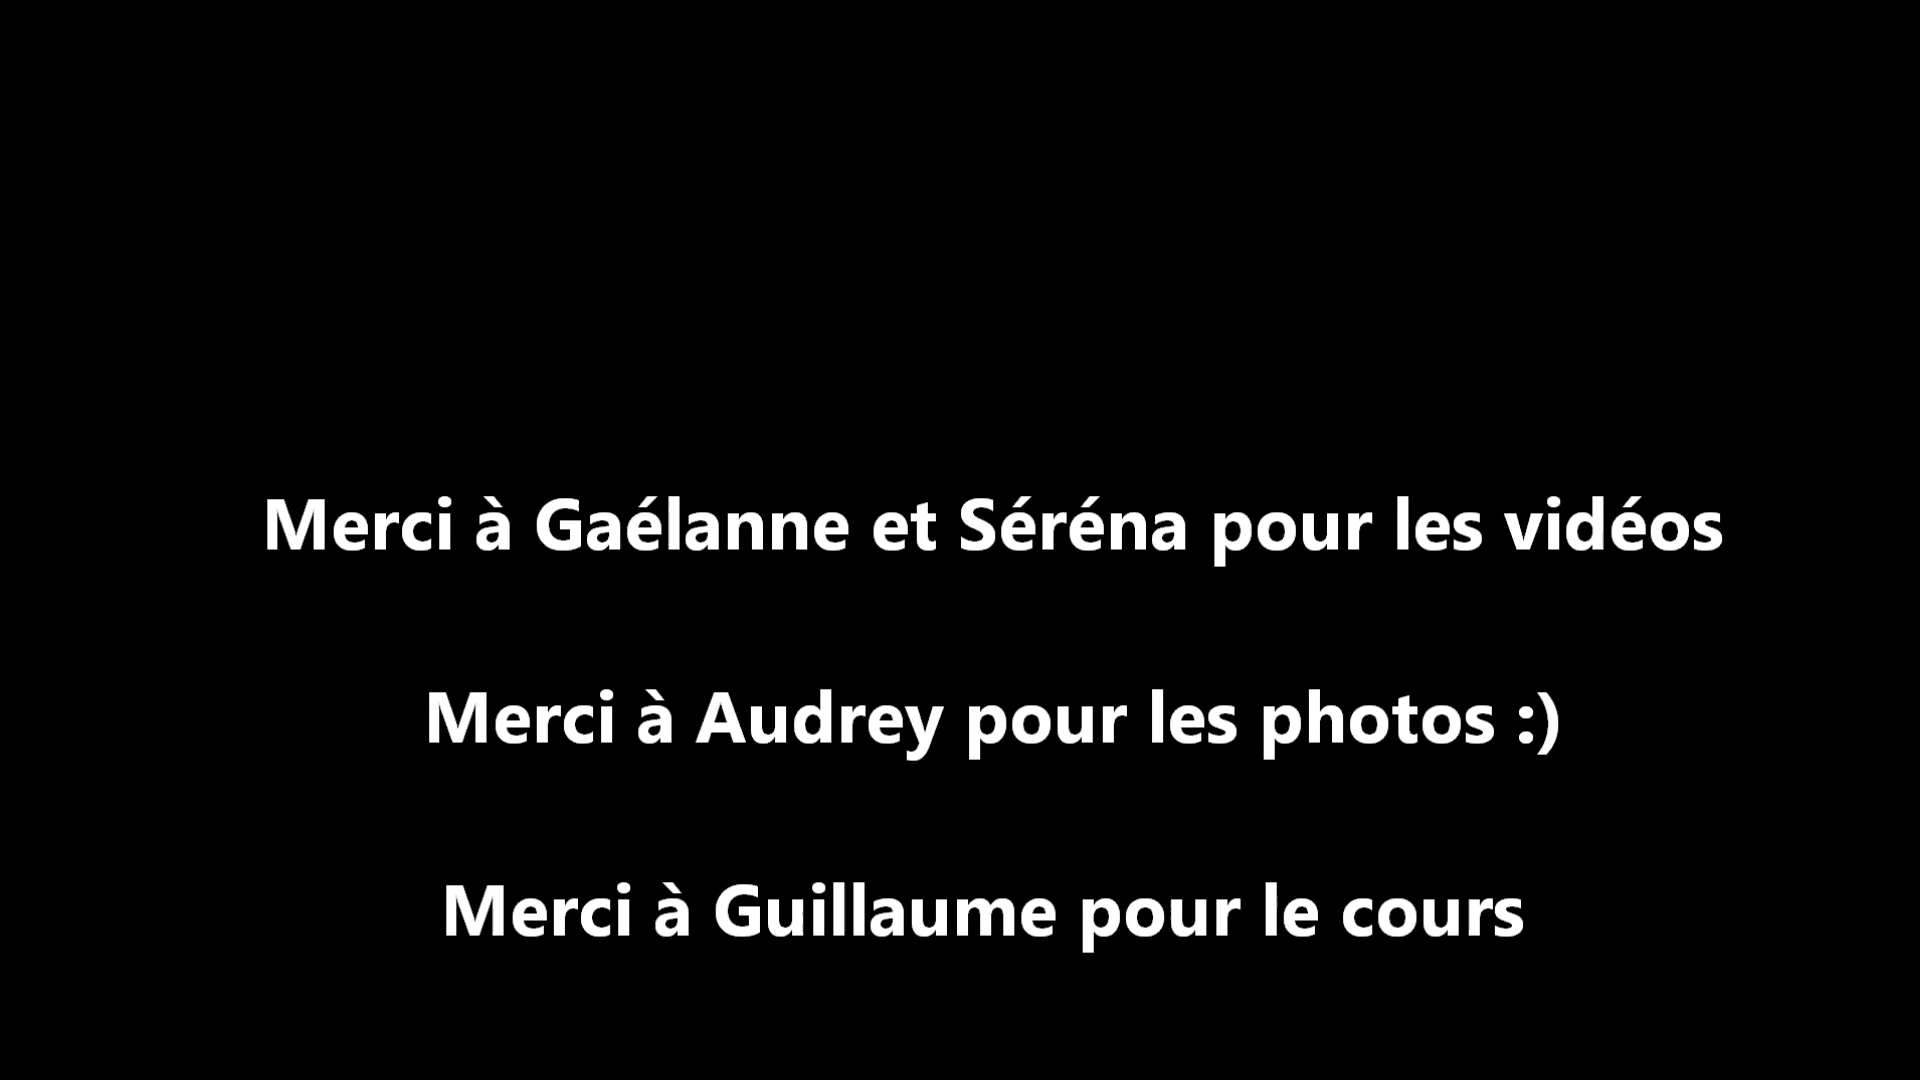 Merci à Gaélanne et Séréna pour les vidéos
Merci à Audrey pour les photos :)
Merci à Guillaume pour le cours